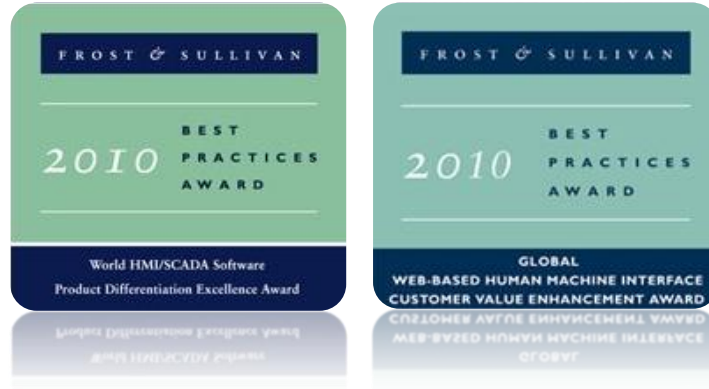 FROST & SULLIVAN
2010
BEST
PRACTICES
AWARD
World HMI/SCADA Software
Product Differentiation Excellence Award
FROST & SULLIVAN
2010
BEST
PRACTICES
AWARD
GLOBAL
WEB-BASED HUMAN MACHINE INTERFACE
CUSTOMER VALUE ENHANCEMENT AWARD